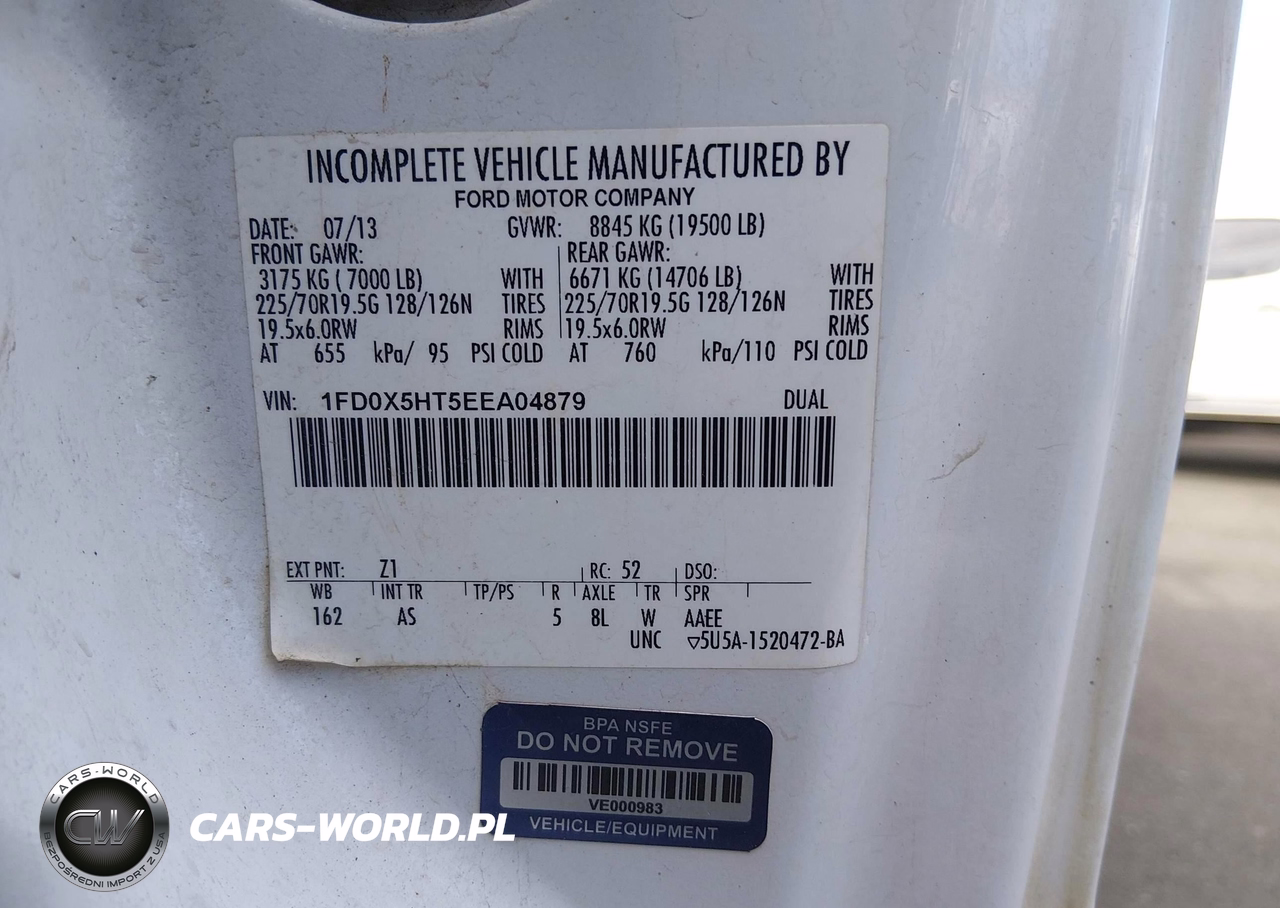 INCOMPLETE VEHICLE MANUFACTURED BY
FORD MOTOR COMPANY
DATE: 07/13 GVWR: 8845 KG (19500 LB)
FRONT GAWR: REAR GAWR:
3175 KG ( 7000 LB) WITH 6671 KG (14706 LB) WITH
225/70R19.5G 128/126N TIRES 225/70R19.5G 128/126N TIRES
19.5x6.0RW RIMS 19.5x6.0RW RIMS
AT 655 kPa/ 95 PSI COLD AT 760 kPa/110 PSI COLD
VIN: 1FD0X5HT5EEA04879 DUAL
EXT PNT: Z1 RC: 52 DSO:
WB INT TR TP/PS R AXLE TR SPR
162 AS 5 8L W AAEE
UNC ▽5U5A-1520472-BA
BPA NSFE
DO NOT REMOVE
VE000983
VEHICLE/EQUIPMENT
CARS-WORLD
CW
BEZPOŚREDNI IMPORT Z USA
CARS-WORLD.PL